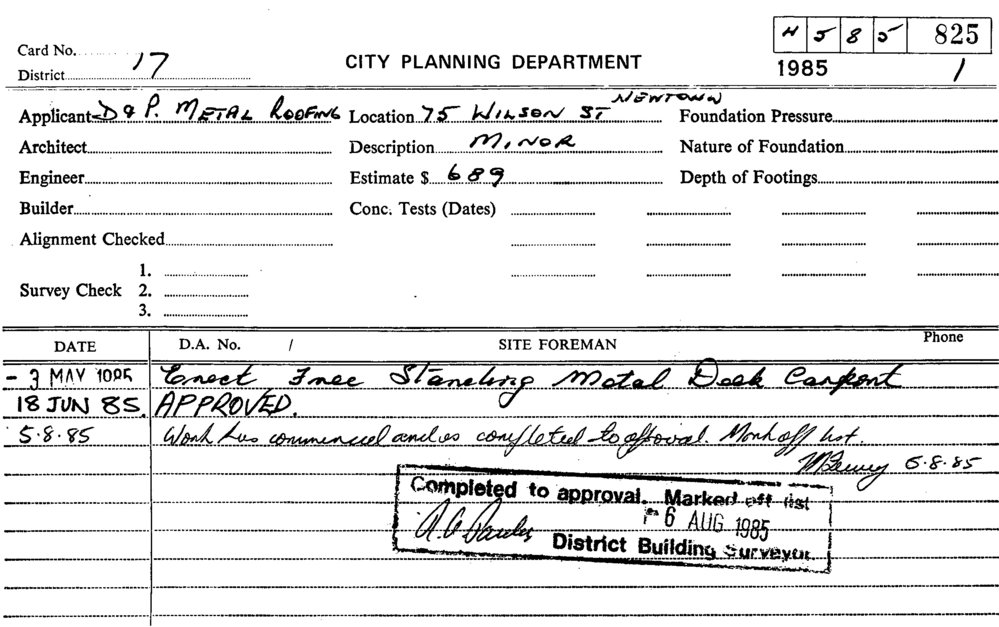 4 5 8 5 825
Card No. 17
District
CITY PLANNING DEPARTMENT
1985 1
Applicant D & P. METAL ROOFING Location 75 WILSON ST NEWTOWN Foundation Pressure
Architect Description MINOR Nature of Foundation
Engineer Estimate $ 689 Depth of Footings
Builder Conc. Tests (Dates)
Alignment Checked
1.
Survey Check 2.
3.
DATE D.A. No. / SITE FOREMAN Phone
- 3 MAY 1985 Erect Free Standing Metal Deck Carport
18 JUN 85. APPROVED.
5.8.85 Work has commenced and is completed to approval. Mark off list.
5.8.85
Completed to approval. Marked off list
6 AUG 1985
District Building Surveyor